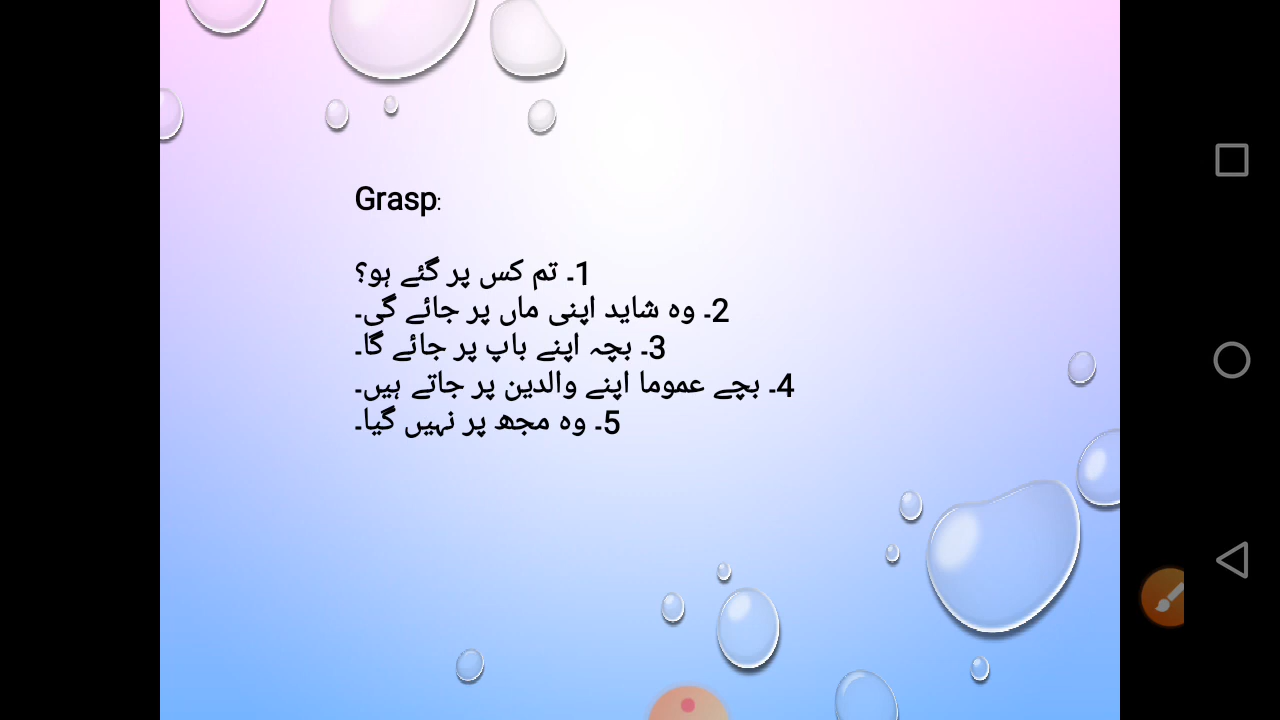 Grasp:
1۔ تم کس پر گئے ہو؟
2۔ وہ شاید اپنی ماں پر جائے گی۔
3۔ بچہ اپنے باپ پر جائے گا۔
4۔ بچے عموما اپنے والدین پر جاتے ہیں۔
5۔ وہ مجھ پر نہیں گیا۔